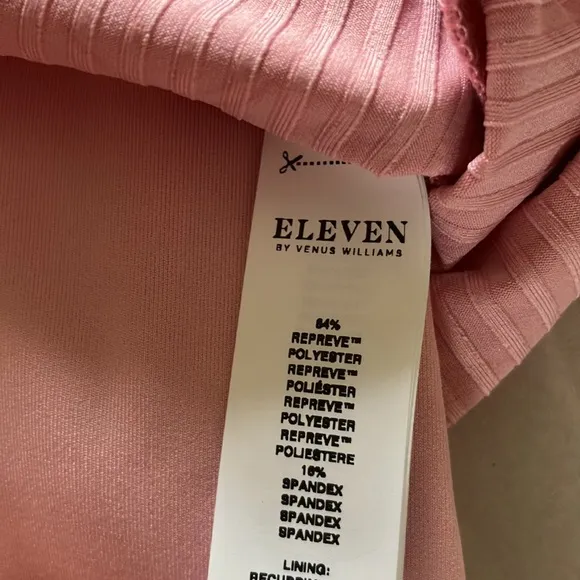 ELEVEN
BY VENUS WILLIAMS
84%
REPREVE™
POLYESTER
REPREVE™
POLIÉSTER
REPREVE™
POLYESTER
REPREVE™
POLIESTERE
16%
SPANDEX
SPANDEX
SPANDEX
SPANDEX
LINING: